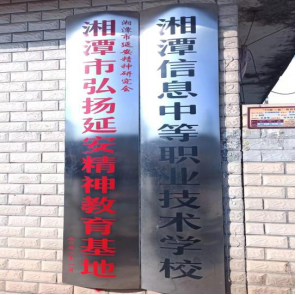 湘潭信息中等职业技术学校
湘潭市延安精神研究会
湘潭市弘扬延安精神教育基地